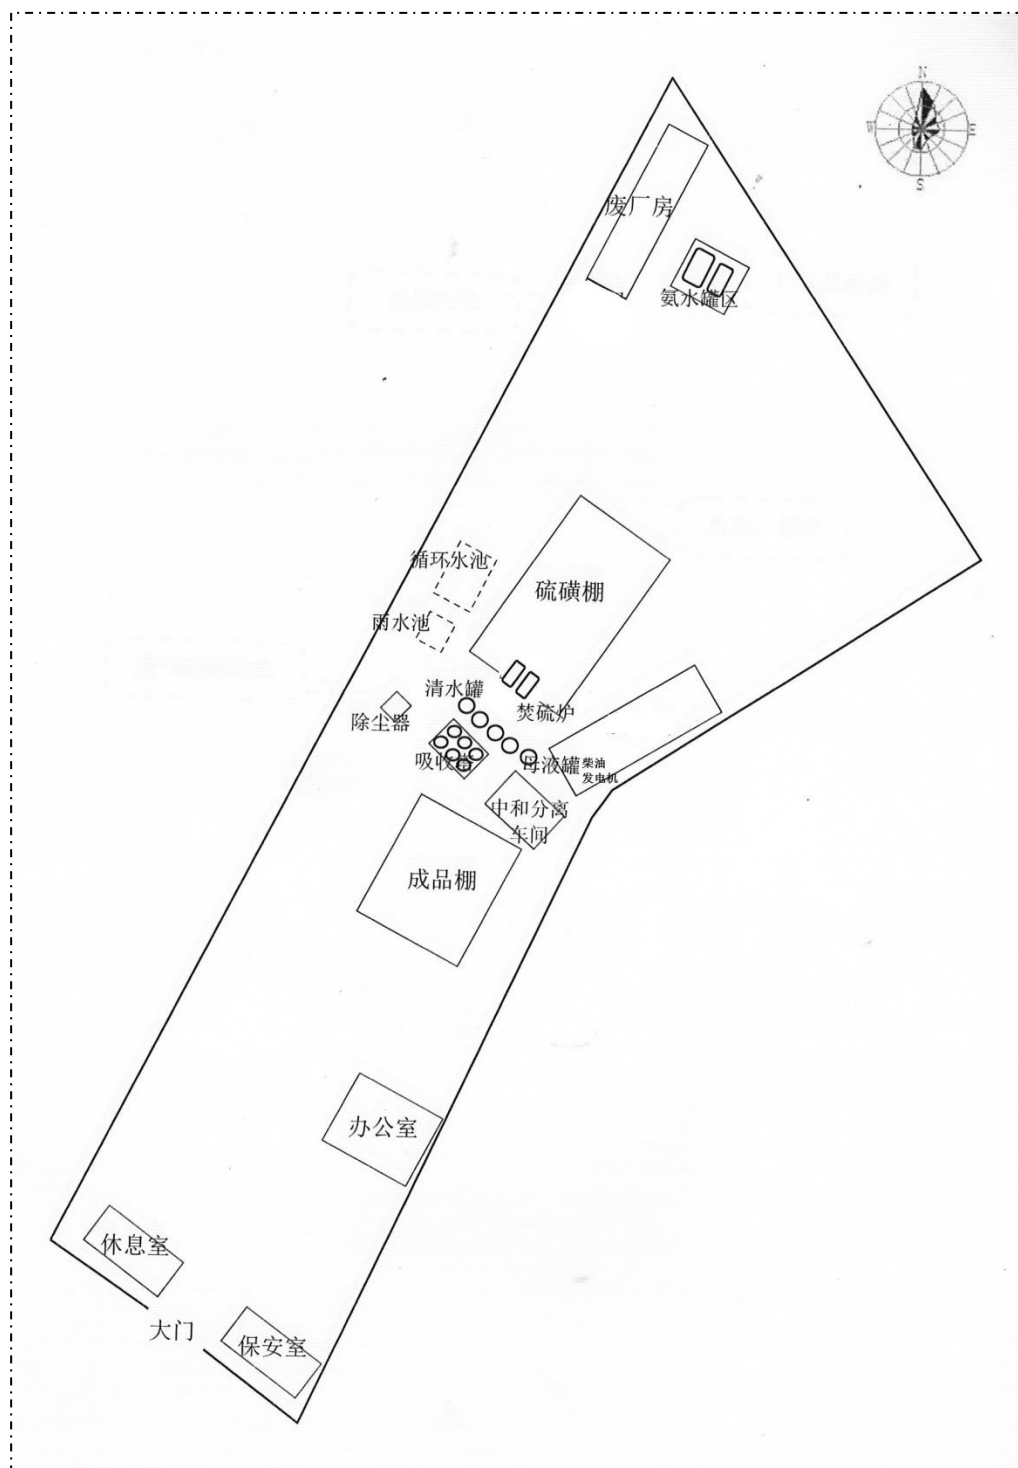 N
W
E
S
废厂房
氨水罐区
循环水池
硫磺棚
雨水池
清水罐
焚硫炉
除尘器
吸收塔
母液罐
柴油
发电机
中和分离
车间
成品棚
办公室
休息室
大门
保安室